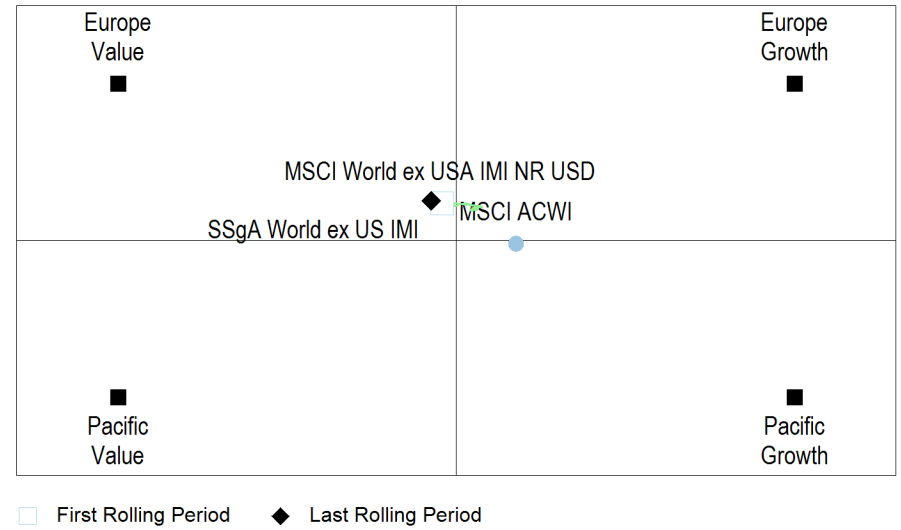 Europe
Value
Europe
Growth
MSCI World ex USA IMI NR USD
MSCI ACWI
SSgA World ex US IMI
Pacific
Value
Pacific
Growth
First Rolling Period
Last Rolling Period